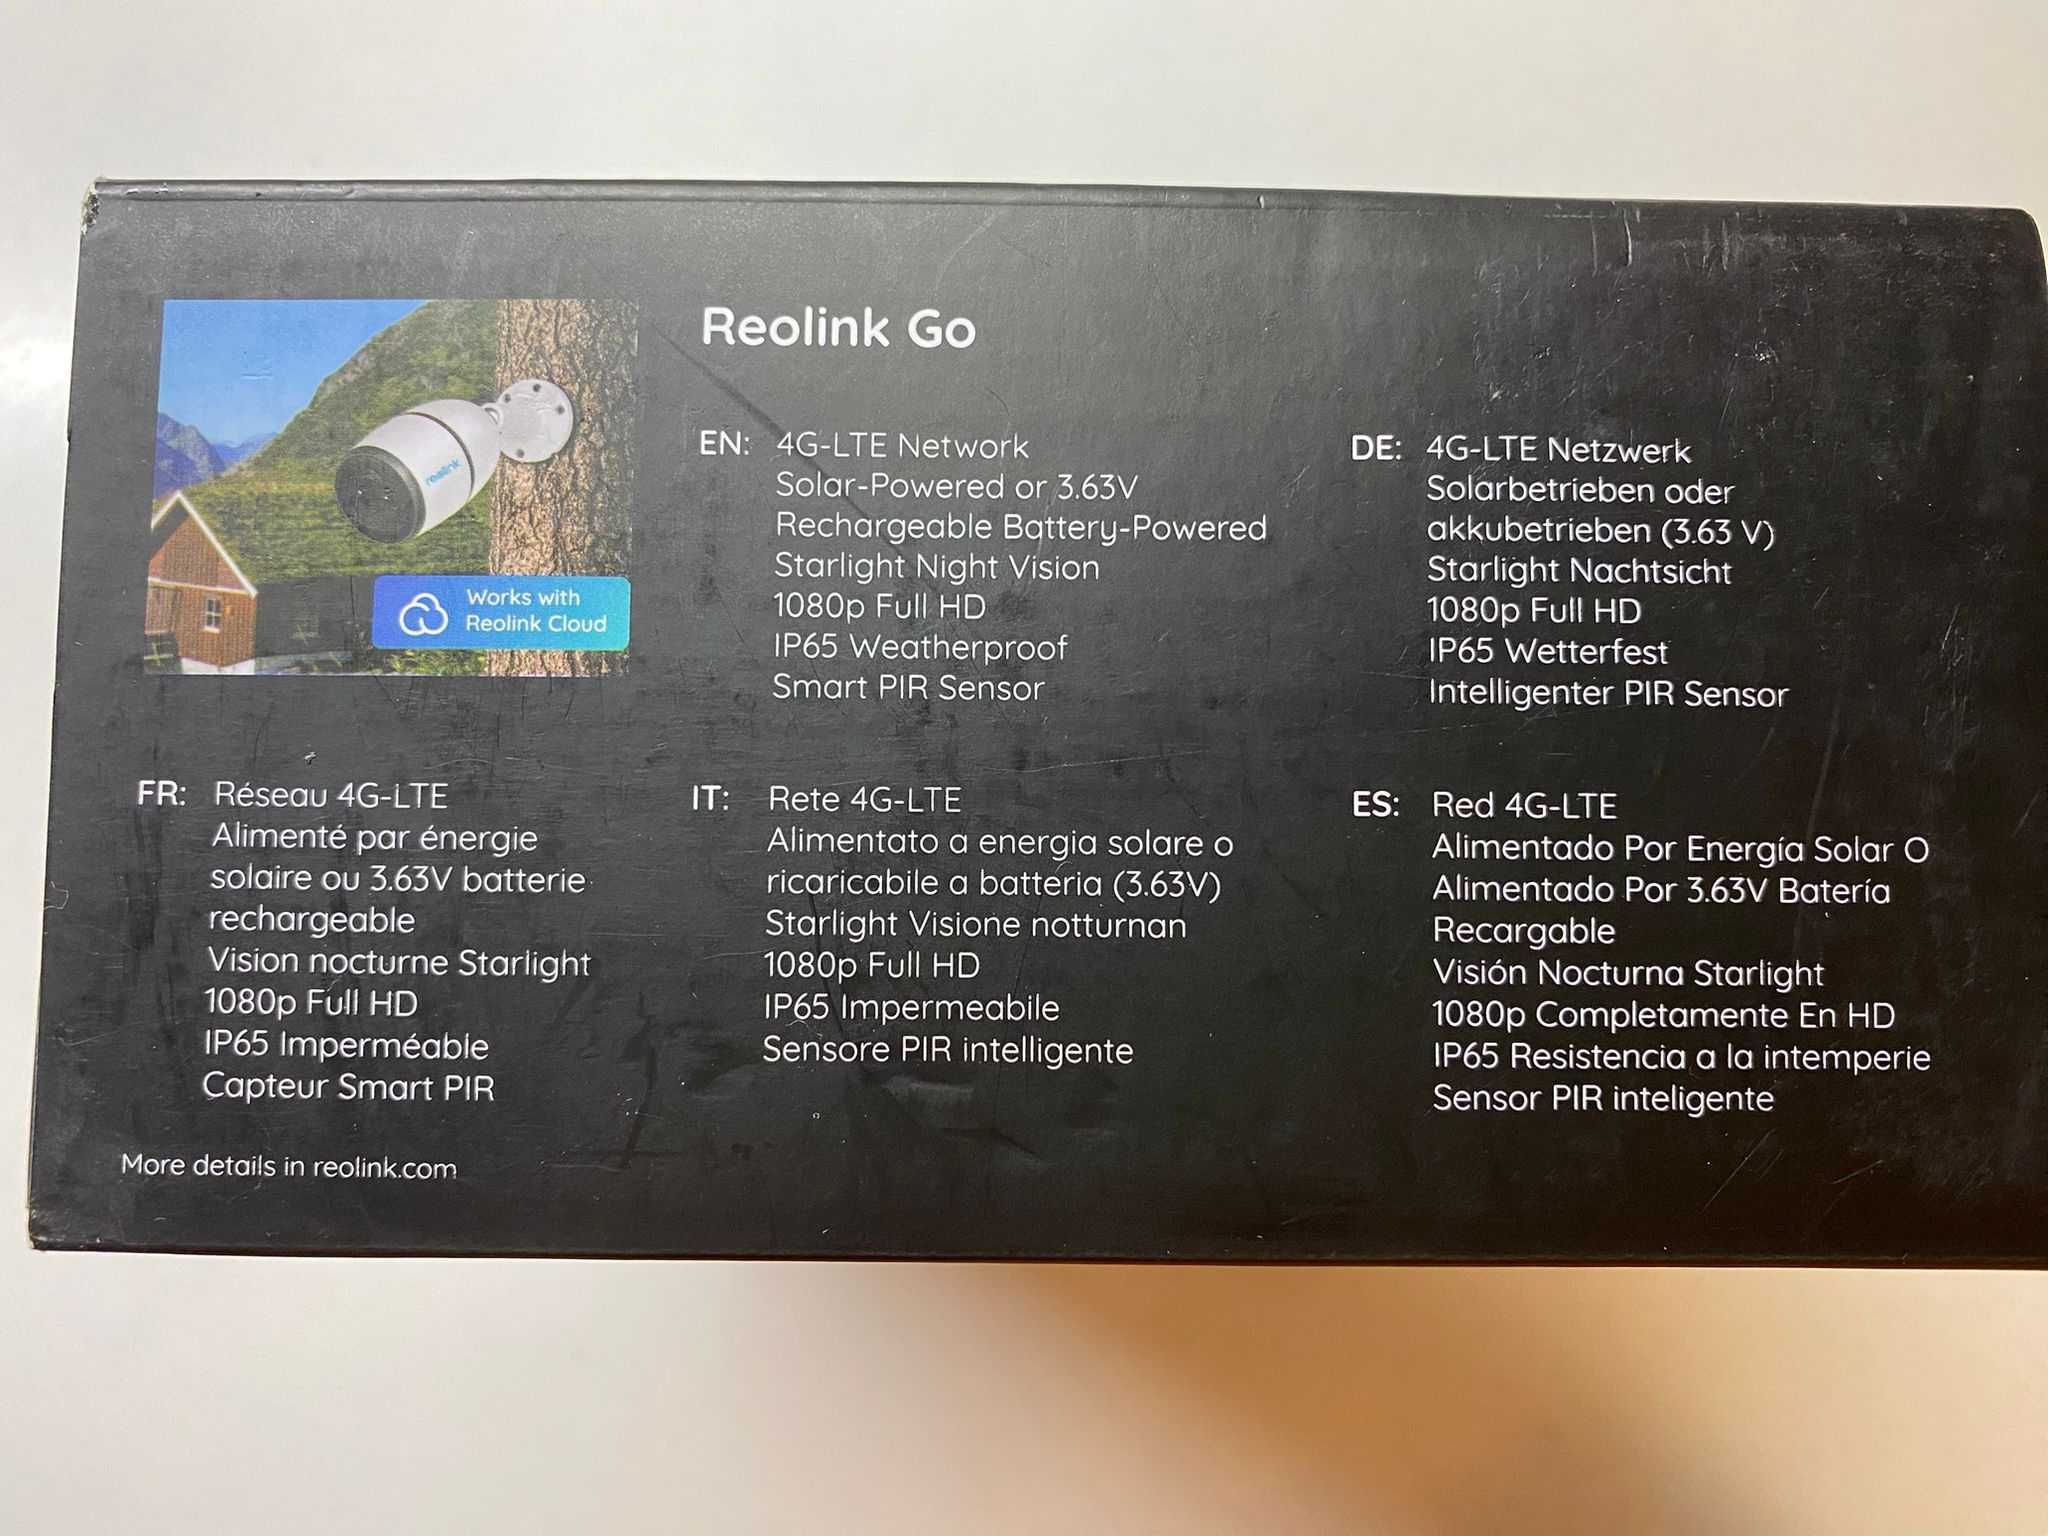 reolink
Works with
Reolink Cloud
Reolink Go
EN: 4G-LTE Network
Solar-Powered or 3.63V
Rechargeable Battery-Powered
Starlight Night Vision
1080p Full HD
IP65 Weatherproof
Smart PIR Sensor
DE: 4G-LTE Netzwerk
Solarbetrieben oder
akkubetrieben (3.63 V)
Starlight Nachtsicht
1080p Full HD
IP65 Wetterfest
Intelligenter PIR Sensor
FR: Réseau 4G-LTE
Alimenté par énergie
solaire ou 3.63V batterie
rechargeable
Vision nocturne Starlight
1080p Full HD
IP65 Imperméable
Capteur Smart PIR
IT: Rete 4G-LTE
Alimentato a energia solare o
ricaricabile a batteria (3.63V)
Starlight Visione notturnan
1080p Full HD
IP65 Impermeabile
Sensore PIR intelligente
ES: Red 4G-LTE
Alimentado Por Energía Solar O
Alimentado Por 3.63V Batería
Recargable
Visión Nocturna Starlight
1080p Completamente En HD
IP65 Resistencia a la intemperie
Sensor PIR inteligente
More details in reolink.com